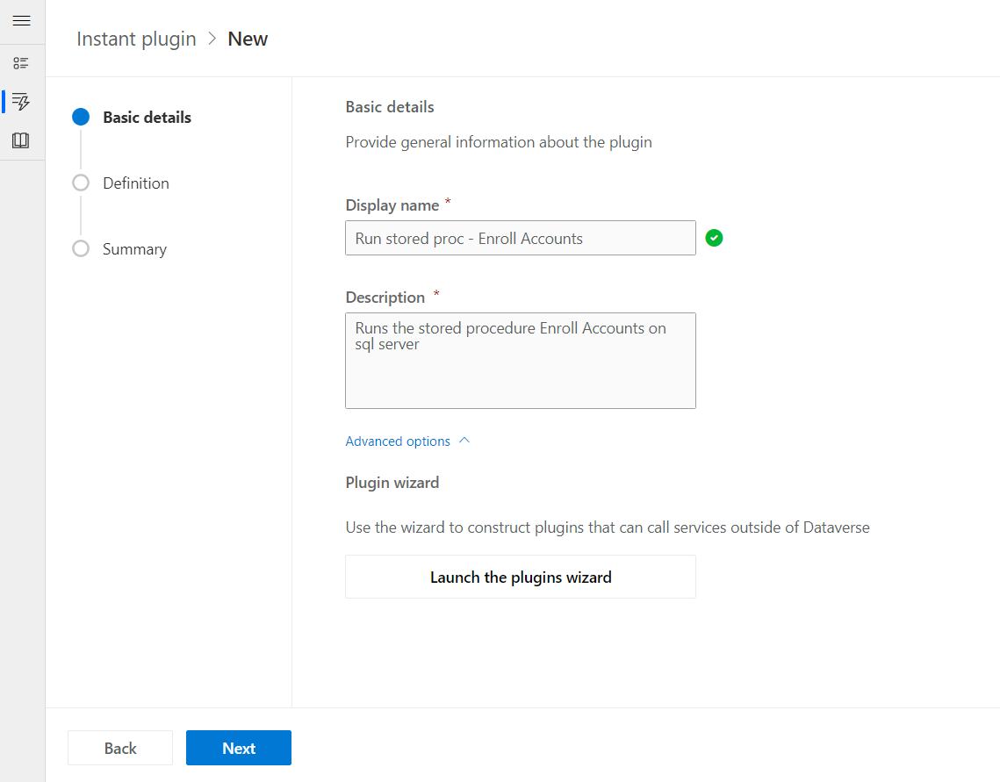 Instant plugin > New
Basic details
Definition
Summary
Basic details
Provide general information about the plugin
Display name *
Run stored proc - Enroll Accounts
Description *
Runs the stored procedure Enroll Accounts on
sql server
Advanced options
Plugin wizard
Use the wizard to construct plugins that can call services outside of Dataverse
Launch the plugins wizard
Back
Next